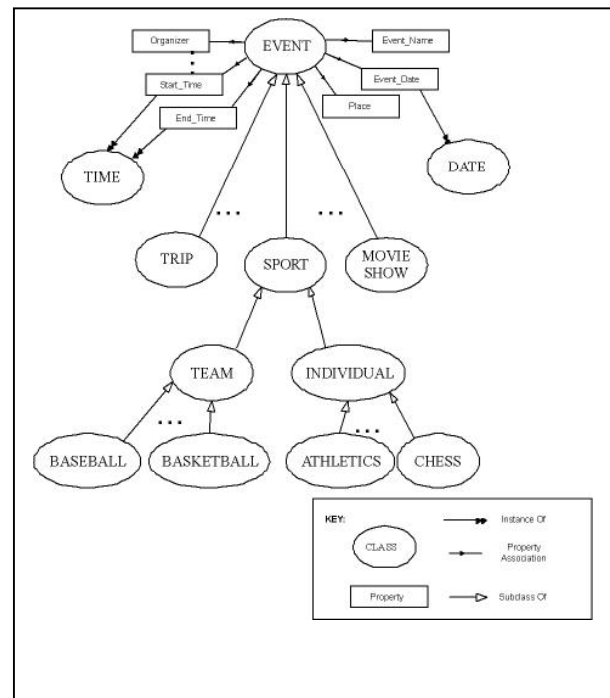 Organizer
EVENT
Event_Name
Start_Time
Event_Date
End_Time
Place
TIME
DATE
TRIP
SPORT
MOVIE
SHOW
TEAM
INDIVIDUAL
BASEBALL
BASKETBALL
ATHLETICS
CHESS
KEY:
CLASS
Property
Instance Of
Property
Association
Subclass Of